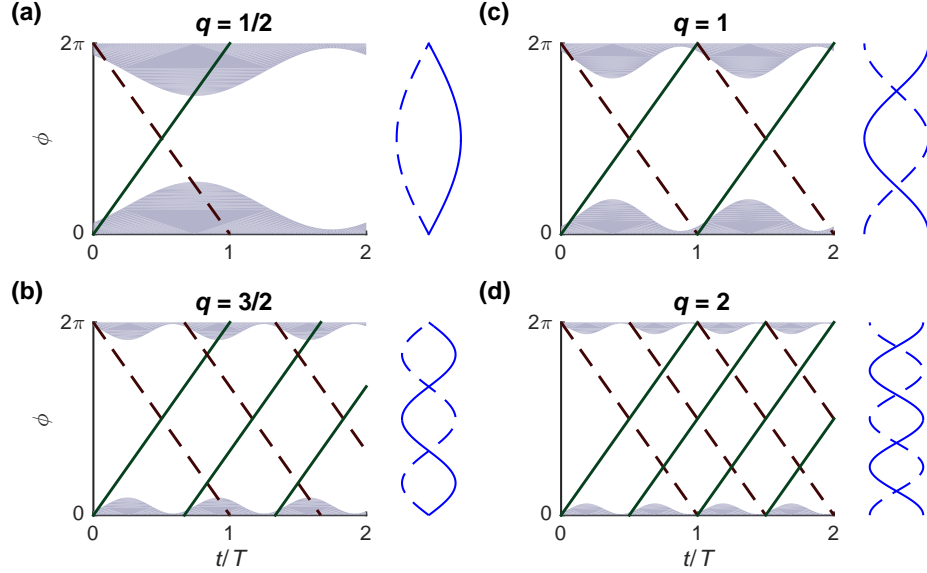 (a)
q = 1/2
2π
ϕ
0
0 1 2
(c)
q = 1
2π
0
0 1 2
(b)
q = 3/2
2π
ϕ
0
0 1 2
t/T
(d)
q = 2
2π
0
0 1 2
t/T